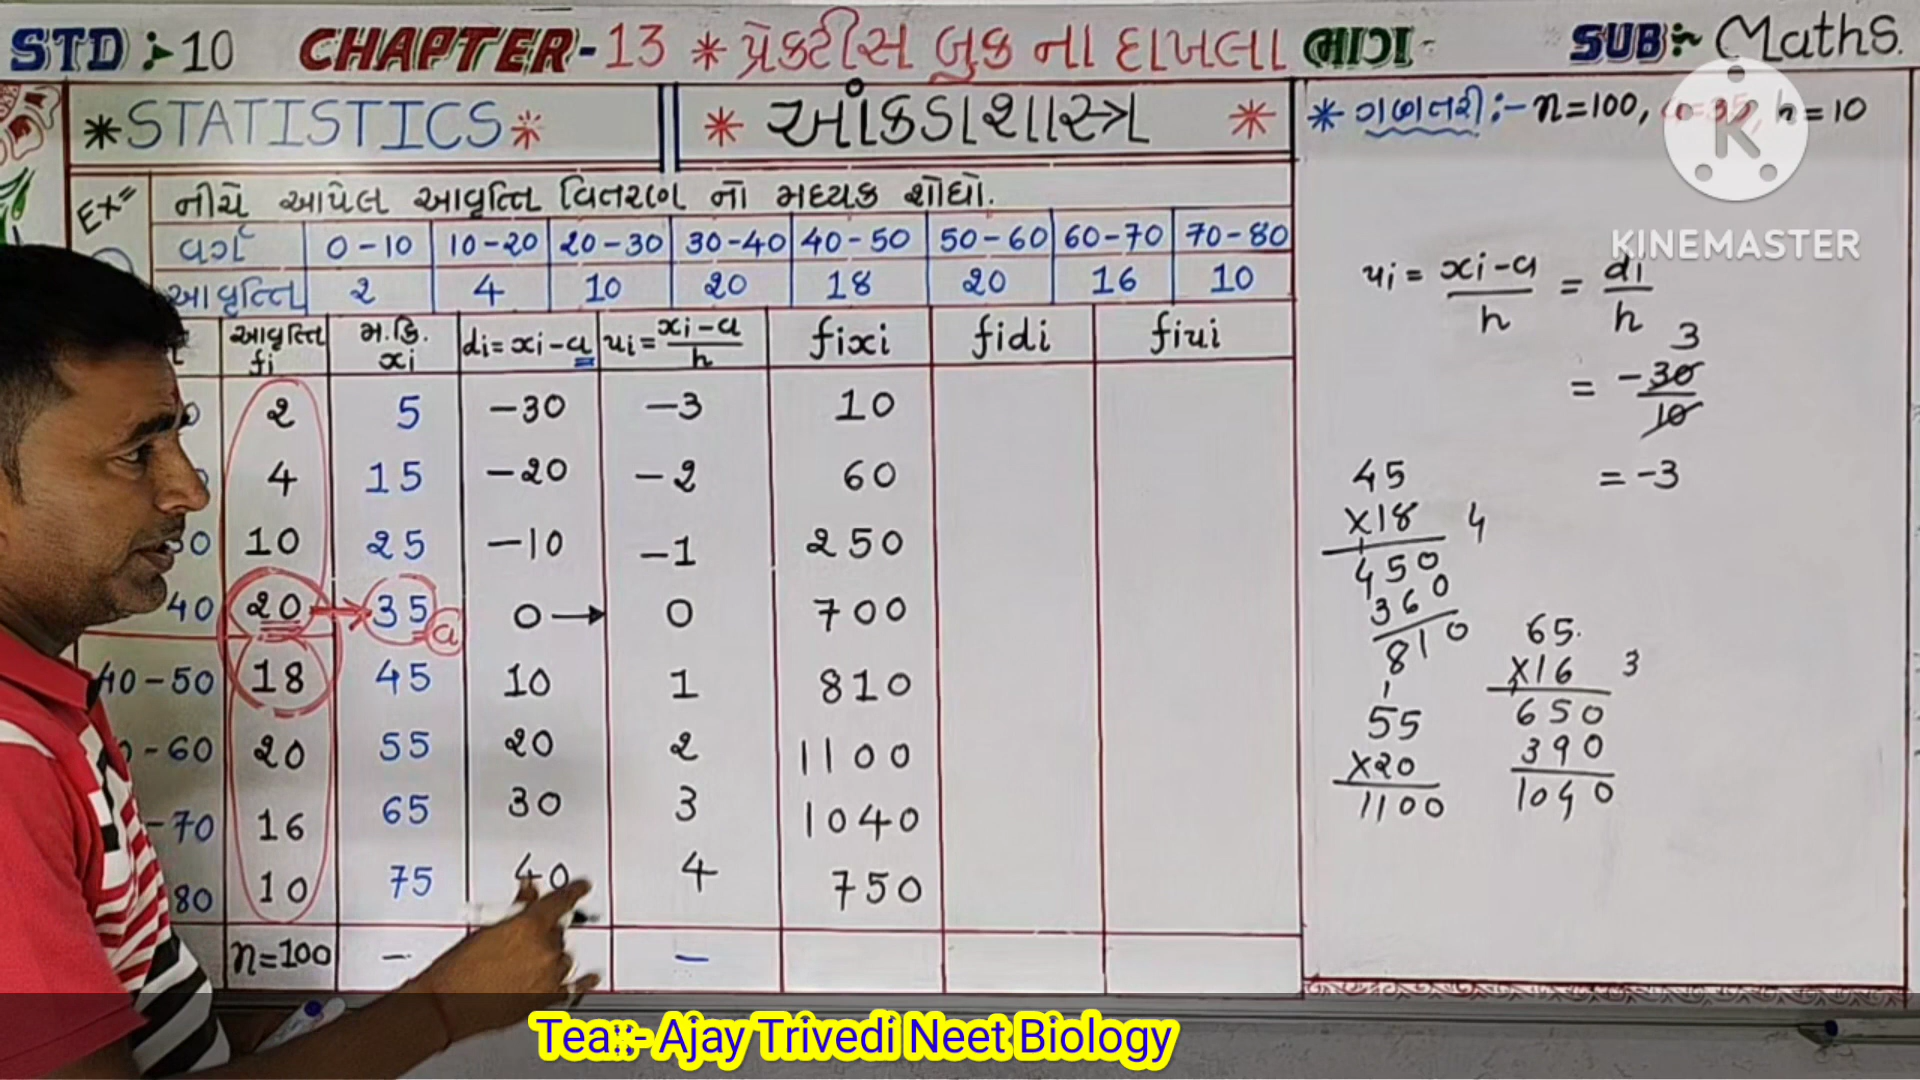 STD :- 10 CHAPTER-13 * પ્રેક્ટીસ બુક ના દાખલા ભાગ- SUB:- Maths.
*STATISTICS* * આંકડાશાસ્ત્ર *
Ex= નીચે આપેલ આવૃત્તિ વિતરણ નો મધ્યક શોધો.
વર્ગ 0-10 10-20 20-30 30-40 40-50 50-60 60-70 70-80
આવૃત્તિ 2 4 10 20 18 20 16 10
આવૃત્તિ fi મ.કિ. xi di=xi-a ui=xi-a/h fixi fidi fiui
2 5 -30 -3 10
4 15 -20 -2 60
10 25 -10 -1 250
40 20 → 35 a 0 → 0 700
40-50 18 45 10 1 810
-60 20 55 20 2 1100
-70 16 65 30 3 1040
80 10 75 40 4 750
n=100 - -
* ગણતરી:- n=100, a=35, h=10
ui = xi-a/h = di/h
3
= -30/10
= -3
45
X18 4
450
360
810
1
55
X20
1100
65
X16 3
650
390
1040
K
KINEMASTER
Tea:- Ajay Trivedi Neet Biology